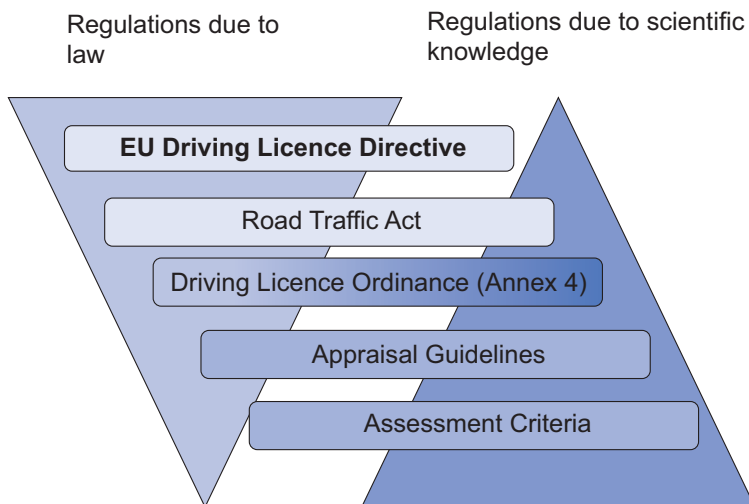 Regulations due to
law
Regulations due to scientific
knowledge
EU Driving Licence Directive
Road Traffic Act
Driving Licence Ordinance (Annex 4)
Appraisal Guidelines
Assessment Criteria